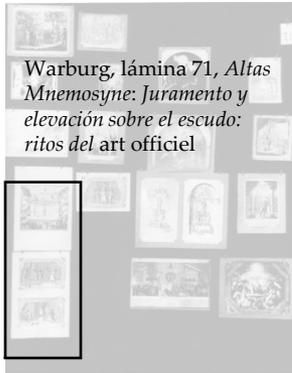 Warburg, lámina 71, Altas
Mnemosyne: Juramento y
elevación sobre el escudo:
ritos del art officiel